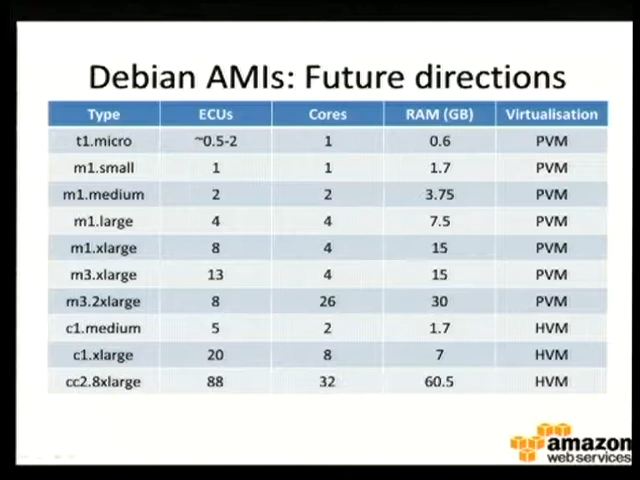 Debian AMIs: Future directions
Type ECUs Cores RAM (GB) Virtualisation
t1.micro ~0.5-2 1 0.6 PVM
m1.small 1 1 1.7 PVM
m1.medium 2 2 3.75 PVM
m1.large 4 4 7.5 PVM
m1.xlarge 8 4 15 PVM
m3.xlarge 13 4 15 PVM
m3.2xlarge 8 26 30 PVM
c1.medium 5 2 1.7 HVM
c1.xlarge 20 8 7 HVM
cc2.8xlarge 88 32 60.5 HVM
amazon
web services